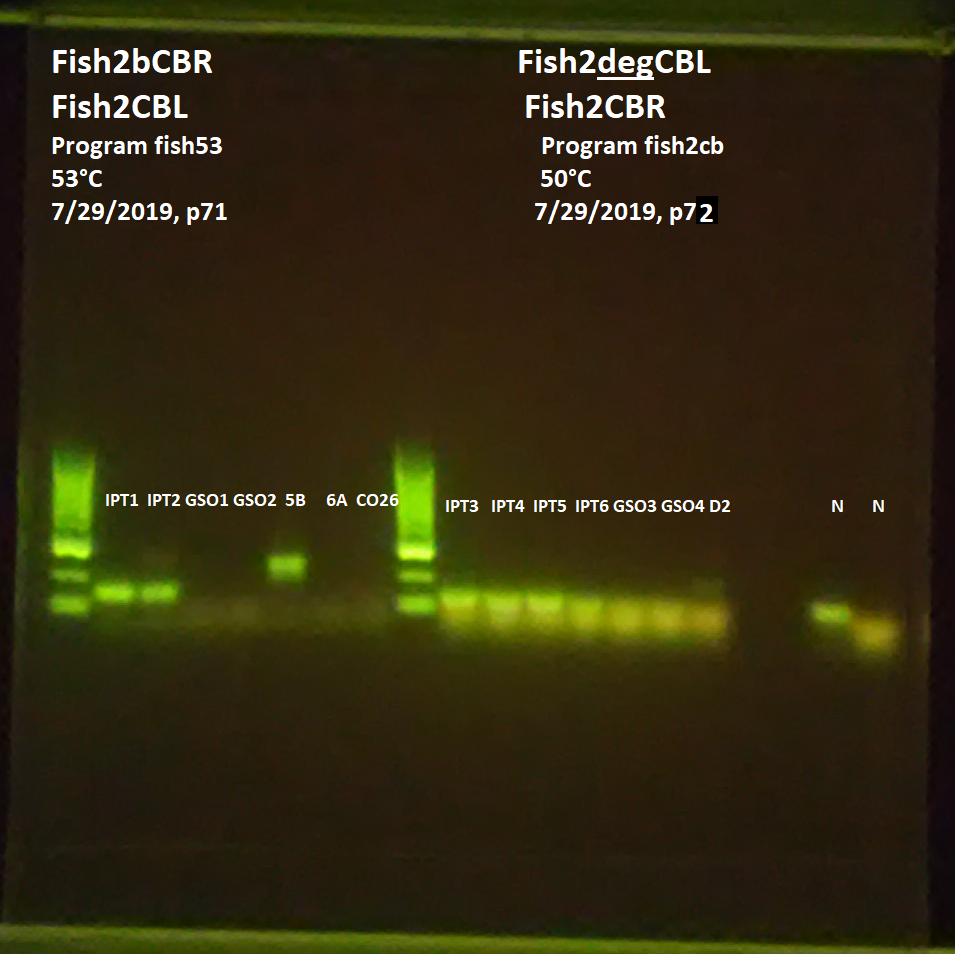 Fish2bCBR
Fish2CBL
Program fish53
53°C
7/29/2019, p71
Fish2degCBL
Fish2CBR
Program fish2cb
50°C
7/29/2019, p72
IPT1 IPT2 GSO1 GSO2 5B 6A CO26
IPT3 IPT4 IPT5 IPT6 GSO3 GSO4 D2 N N